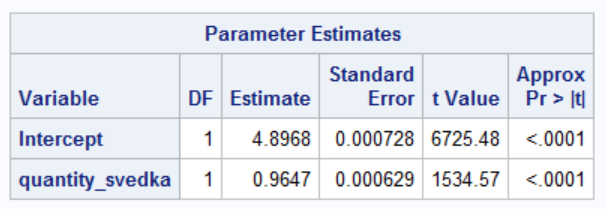 Parameter Estimates
Variable DF Estimate Standard Error t Value Approx Pr > |t|
Intercept 1 4.8968 0.000728 6725.48 <.0001
quantity_svedka 1 0.9647 0.000629 1534.57 <.0001